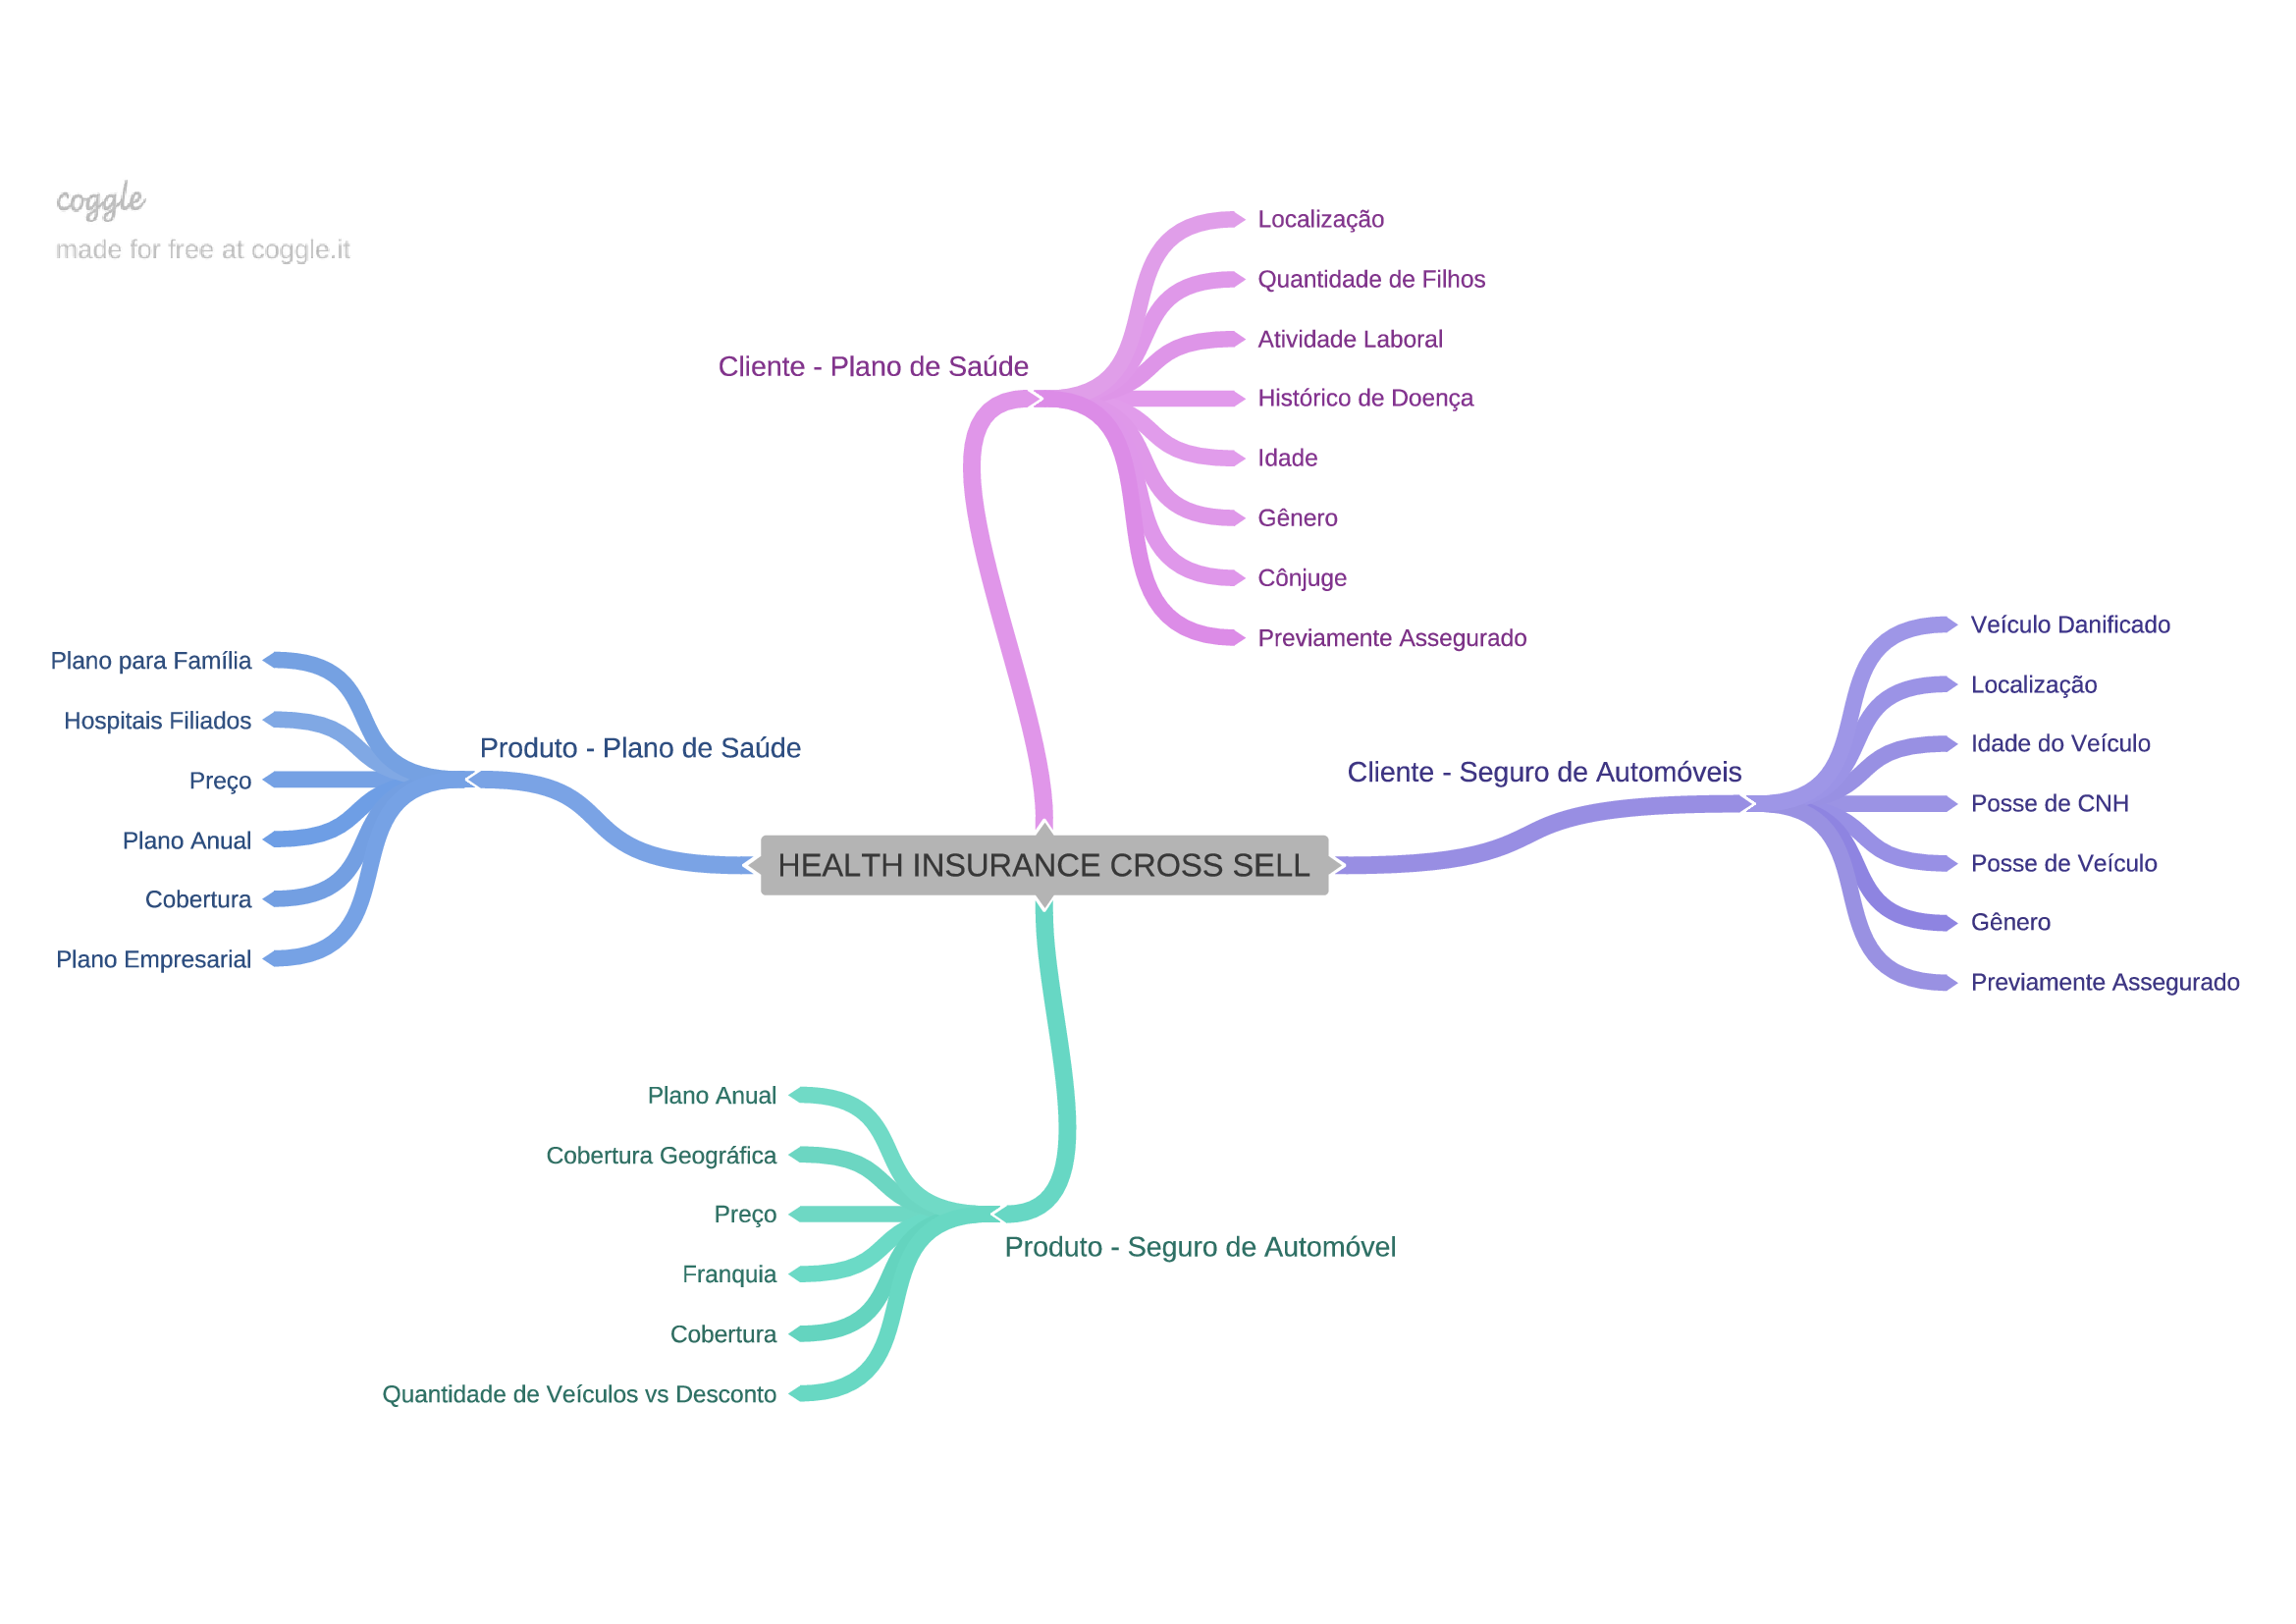 coggle
made for free at coggle.it
Cliente - Plano de Saúde
Localização
Quantidade de Filhos
Atividade Laboral
Histórico de Doença
Idade
Gênero
Cônjuge
Previamente Assegurado
Produto - Plano de Saúde
Plano para Família
Hospitais Filiados
Preço
Plano Anual
Cobertura
Plano Empresarial
HEALTH INSURANCE CROSS SELL
Cliente - Seguro de Automóveis
Veículo Danificado
Localização
Idade do Veículo
Posse de CNH
Posse de Veículo
Gênero
Previamente Assegurado
Produto - Seguro de Automóvel
Plano Anual
Cobertura Geográfica
Preço
Franquia
Cobertura
Quantidade de Veículos vs Desconto